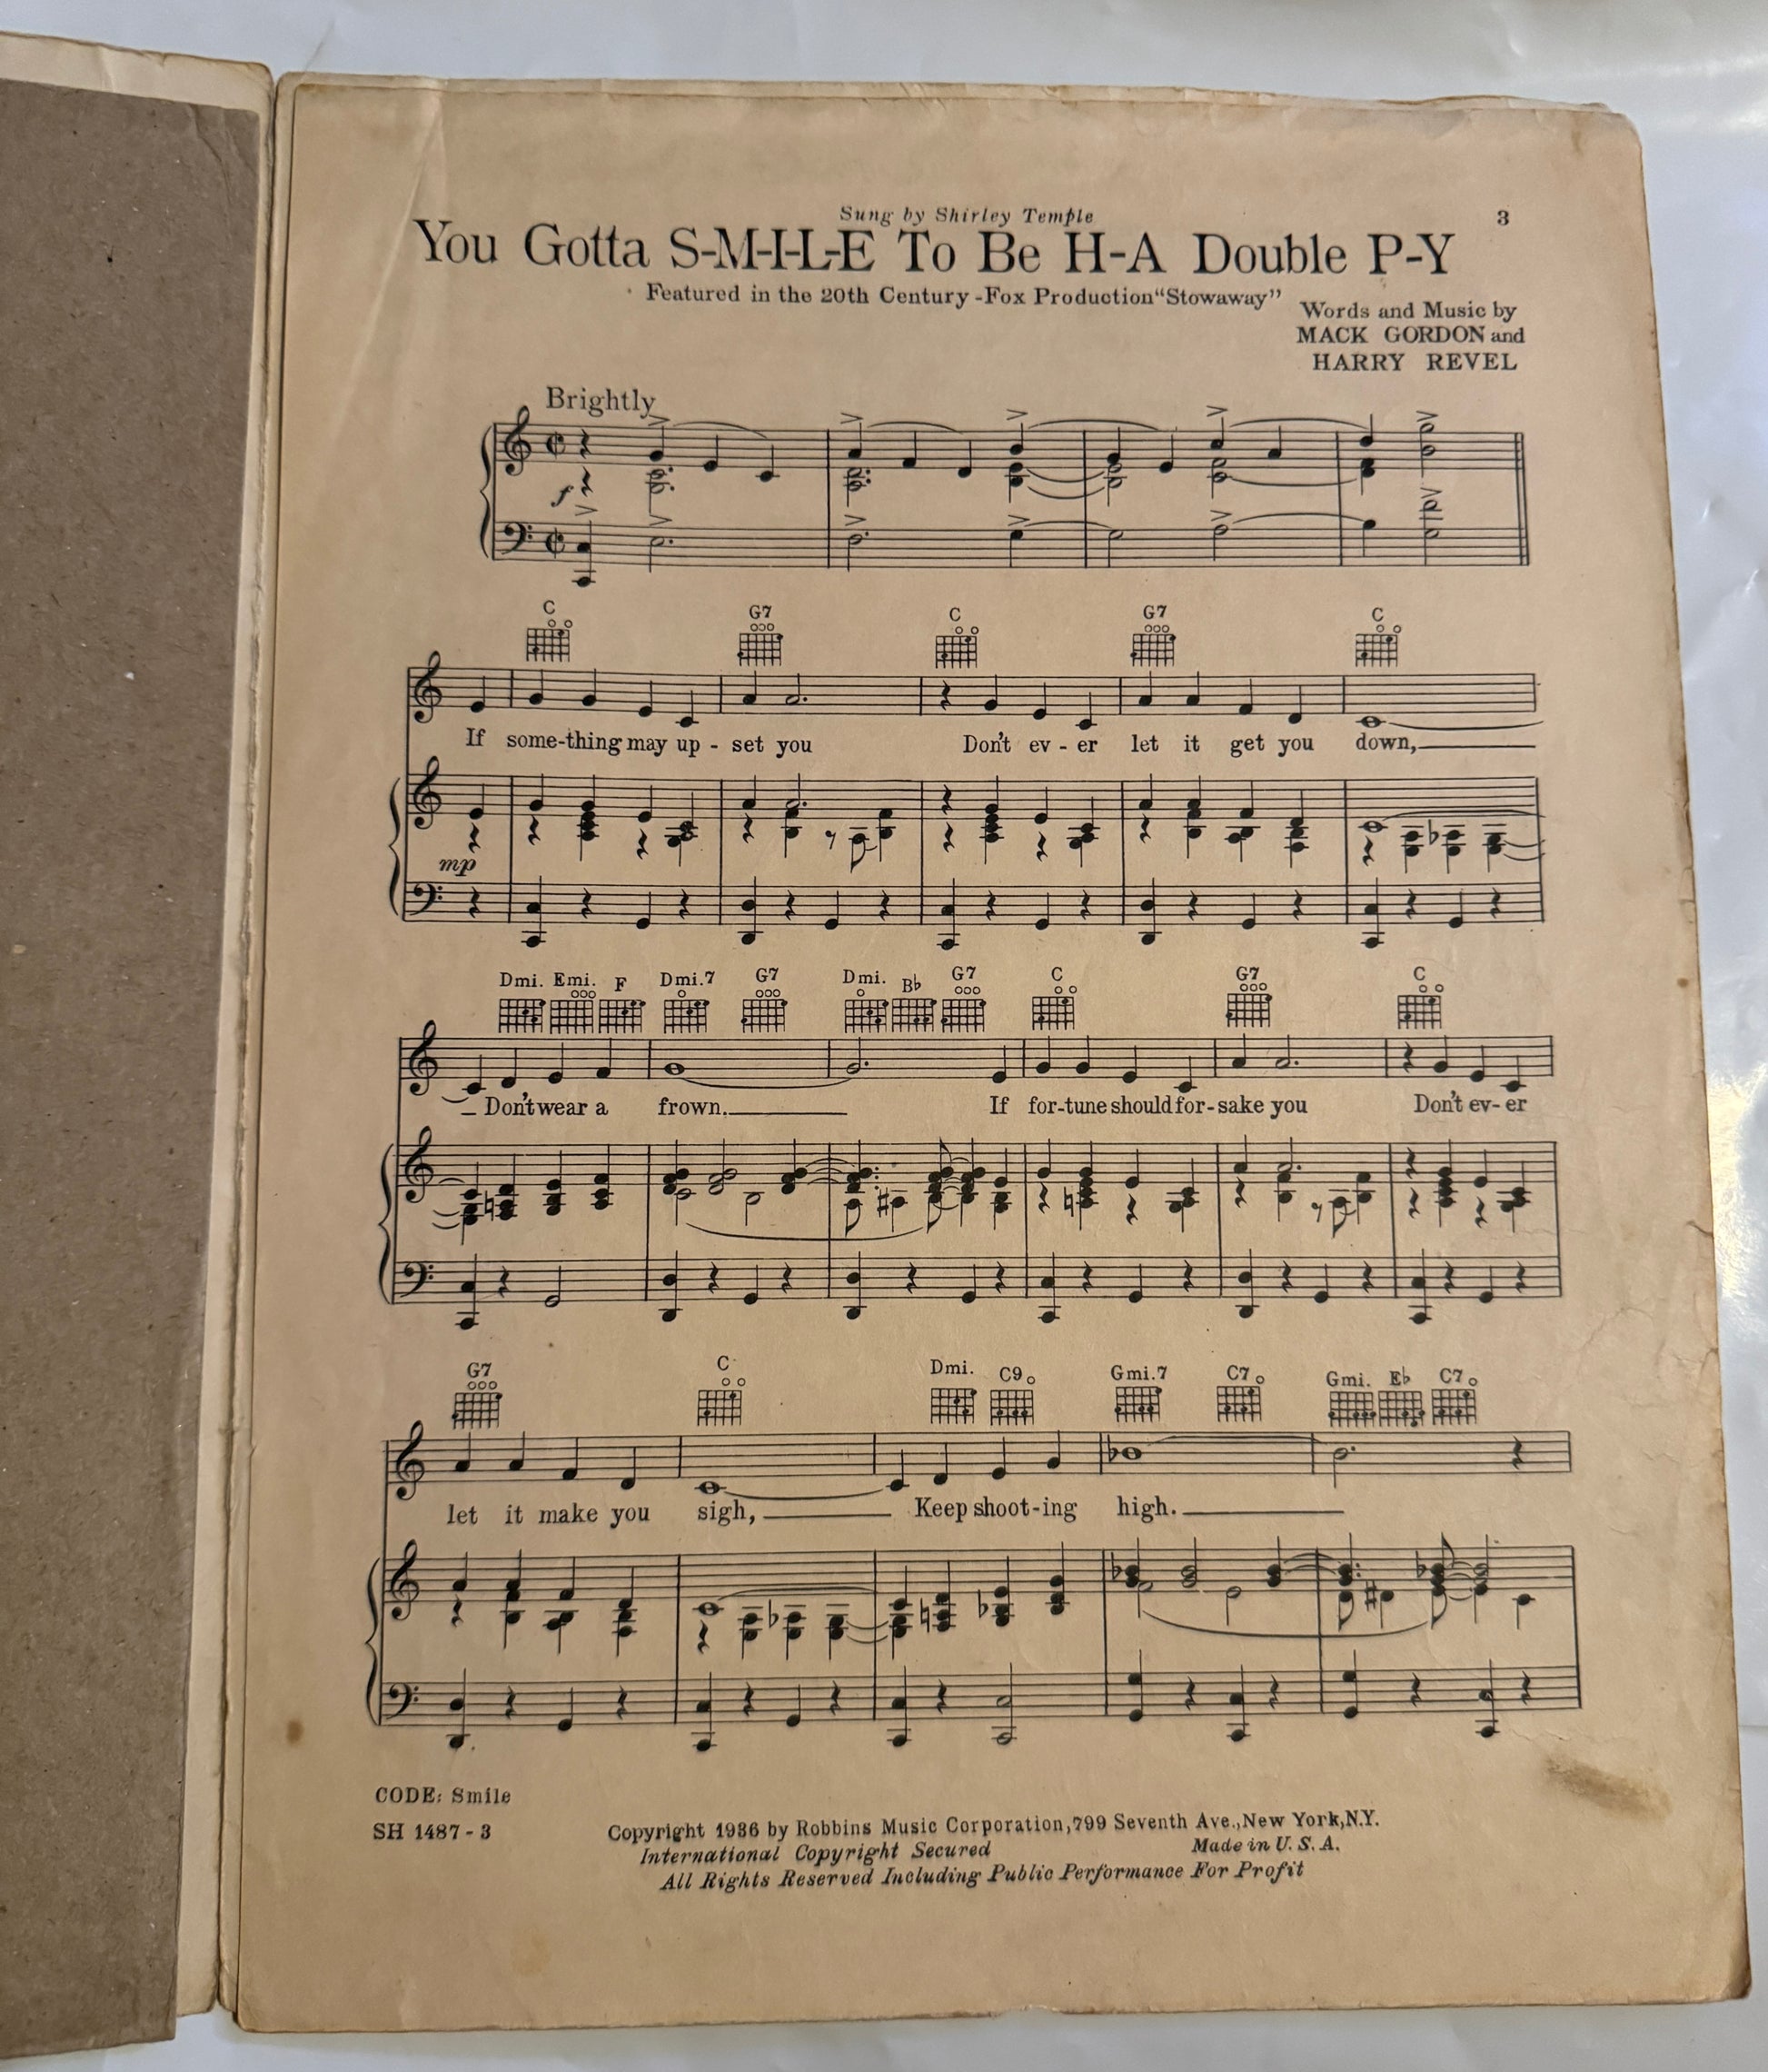 Sung by Shirley Temple
3
You Gotta S-M-I-L-E To Be H-A Double P-Y
Featured in the 20th Century-Fox Production "Stowaway"
Words and Music by
MACK GORDON and
HARRY REVEL
Brightly
f
C G7 C G7 C
If some-thing may up - set you Don't ev - er let it get you down,
mp
Dmi. Emi. F Dmi.7 G7 Dmi. B♭ G7 C G7 C
Don't wear a frown. If for-tune should for-sake you Don't ev-er
G7 C Dmi. C9 Gmi.7 C7 Gmi. E♭ C7
let it make you sigh, Keep shoot-ing high.
CODE: Smile
SH 1487-3
Copyright 1936 by Robbins Music Corporation, 799 Seventh Ave., New York, N.Y.
International Copyright Secured Made in U. S. A.
All Rights Reserved Including Public Performance For Profit